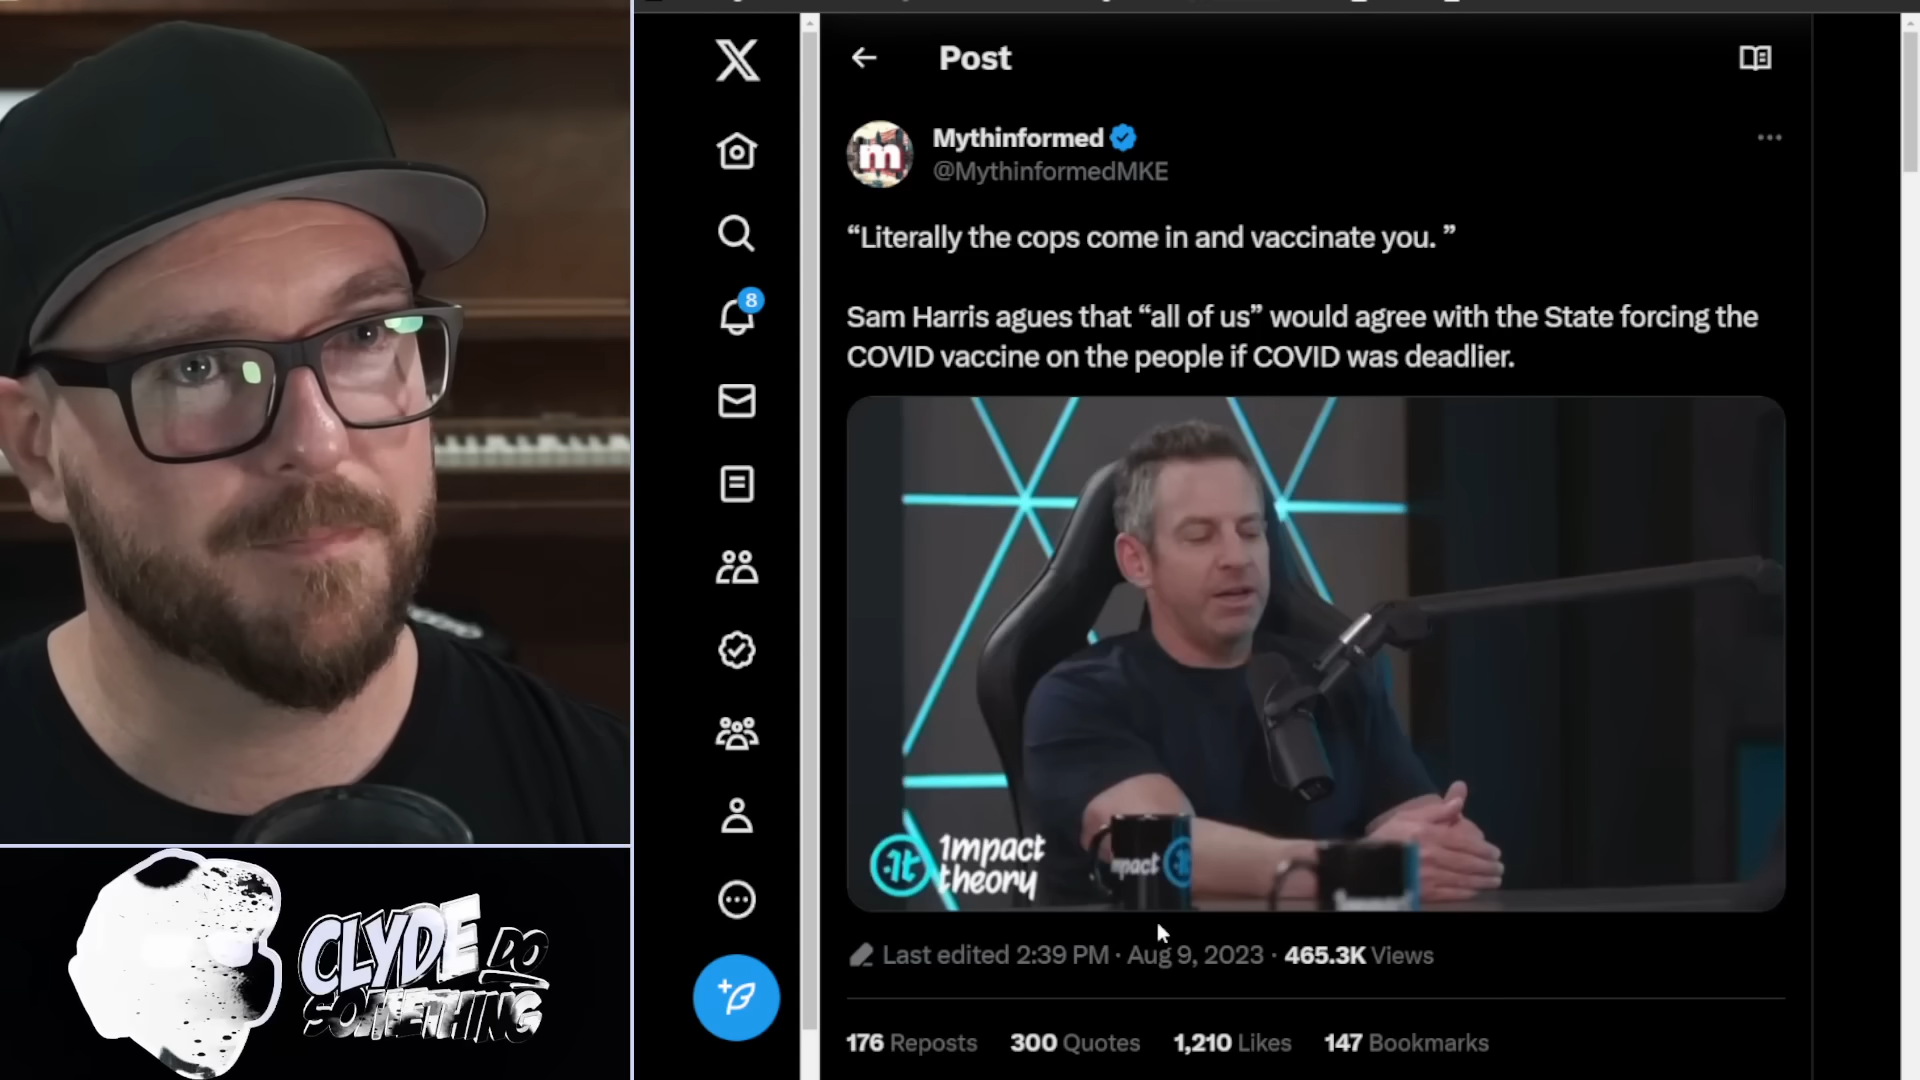 Post
Mythinformed
@MythinformedMKE
“Literally the cops come in and vaccinate you. ”
Sam Harris agues that “all of us” would agree with the State forcing the
COVID vaccine on the people if COVID was deadlier.
8
1mpact
theory
mpact
Last edited 2:39 PM · Aug 9, 2023 · 465.3K Views
176 Reposts 300 Quotes 1,210 Likes 147 Bookmarks
CLYDE DO
SOMETHING